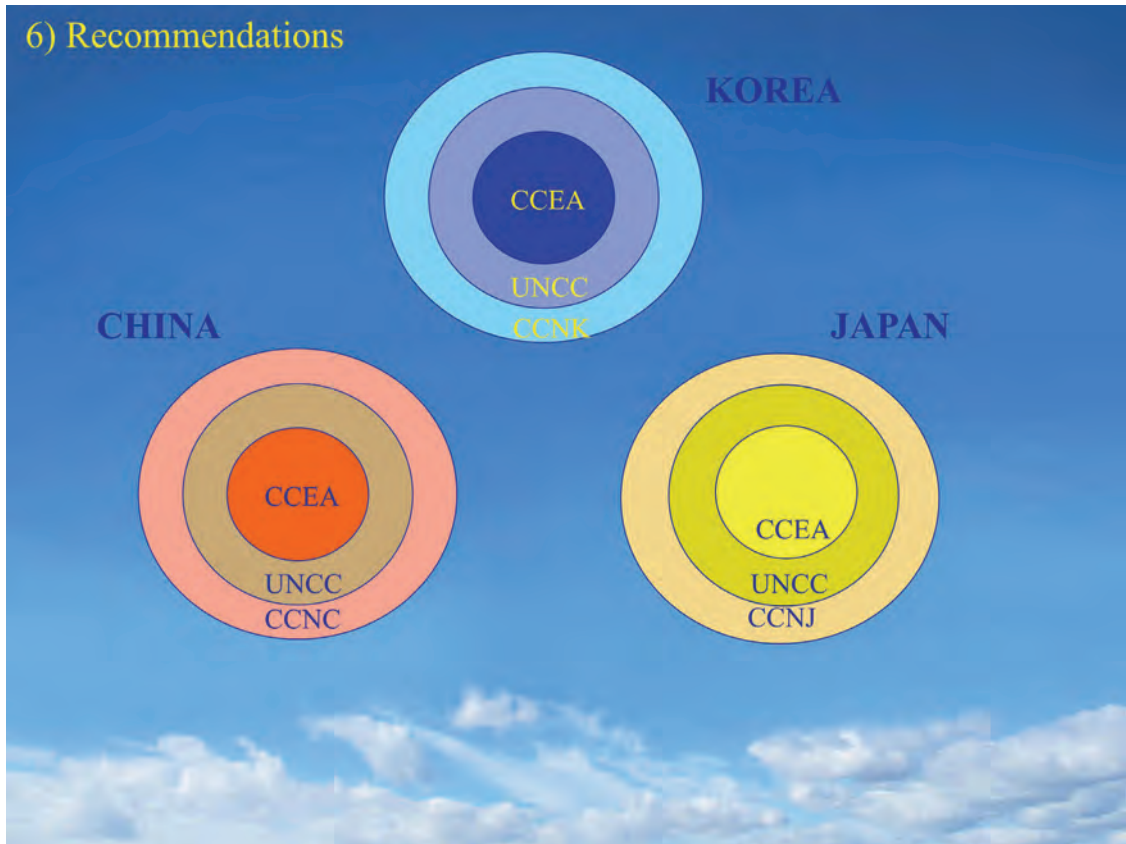 6) Recommendations
KOREA
CCEA
UNCC
CCNK
CHINA
CCEA
UNCC
CCNC
JAPAN
CCEA
UNCC
CCNJ